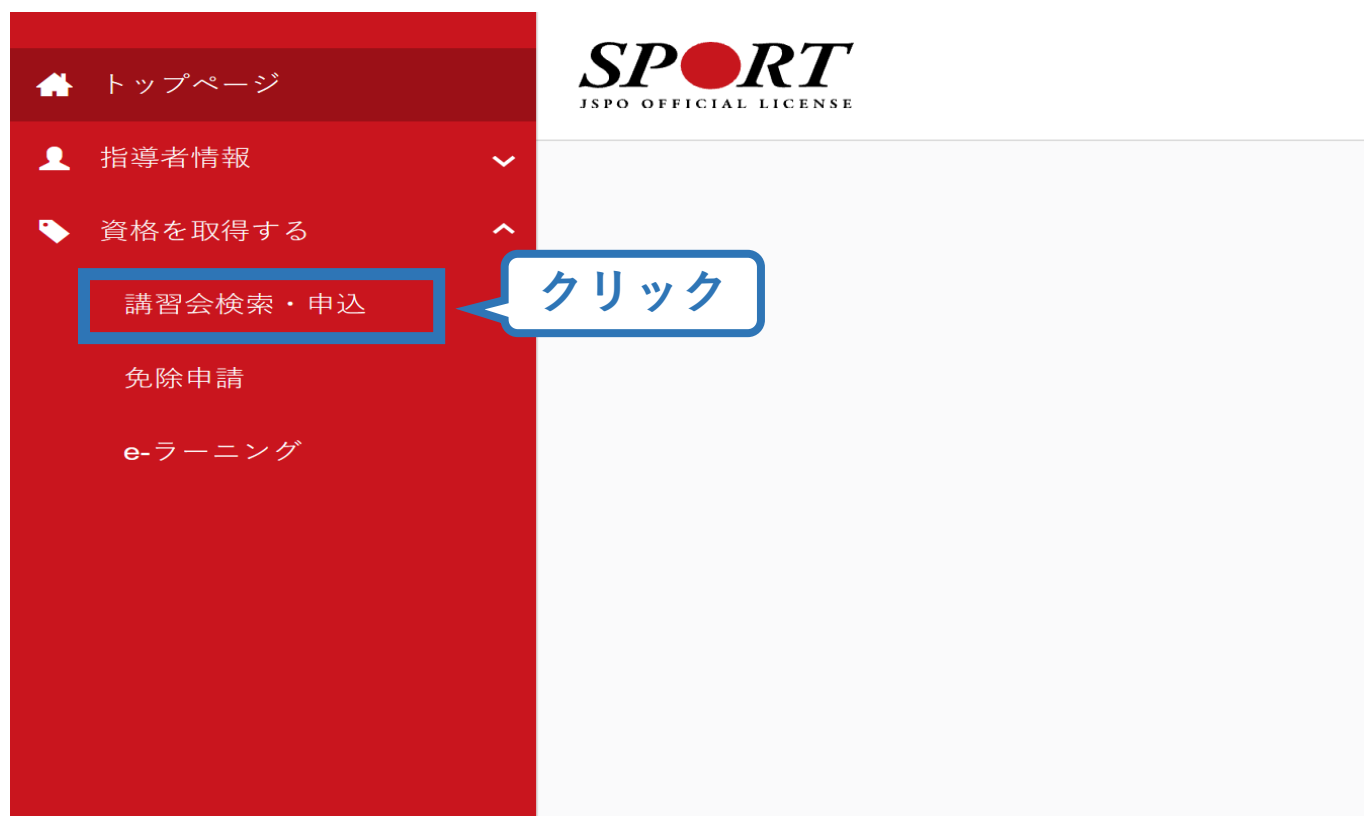 トップページ
指導者情報
資格を取得する
講習会検索・申込
免除申請
e-ラーニング
クリック
SPORT
JSPO OFFICIAL LICENSE